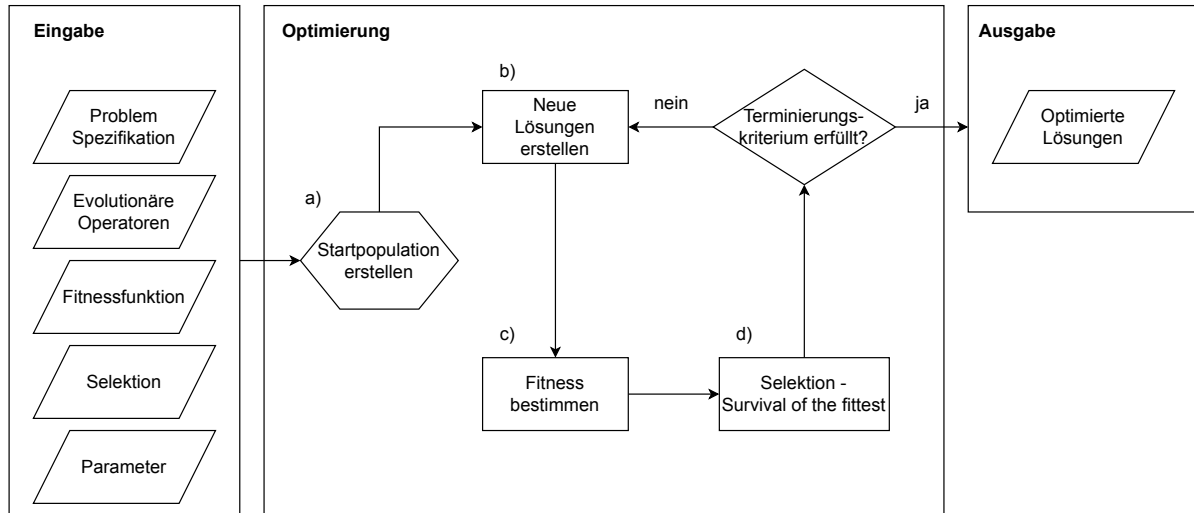 Eingabe
Problem
Spezifikation
Evolutionäre
Operatoren
Fitnessfunktion
Selektion
Parameter
Optimierung
a)
Startpopulation
erstellen
b)
Neue
Lösungen
erstellen
c)
Fitness
bestimmen
d)
Selektion -
Survival of the fittest
nein
Terminierungs-
kriterium erfüllt?
ja
Ausgabe
Optimierte
Lösungen